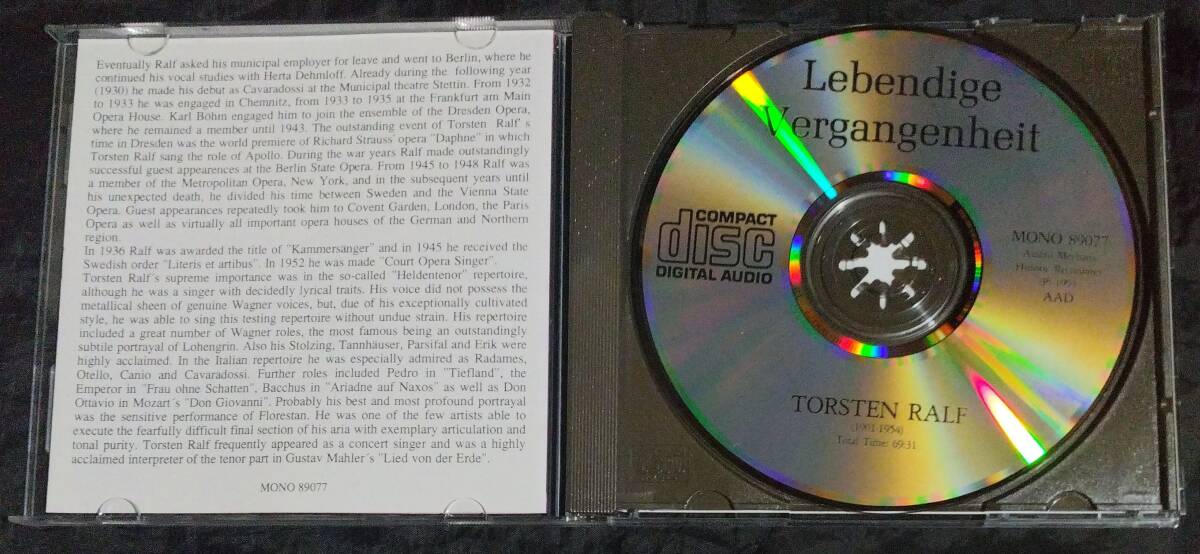 Eventually Ralf asked his municipal employer for leave and went to Berlin, where he
continued his vocal studies with Herta Dehmloff. Already during the following year
(1930) he made his debut as Cavaradossi at the Municipal theatre Stettin. From 1932
to 1933 he was engaged in Chemnitz, from 1933 to 1935 at the Frankfurt am Main
Opera House. Karl Böhm engaged him to join the ensemble of the Dresden Opera,
where he remained a member until 1943. The outstanding event of Torsten Ralf´s
time in Dresden was the world premiere of Richard Strauss´ opera "Daphne" in which
Torsten Ralf sang the role of Apollo. During the war years Ralf made outstandingly
successful guest appearences at the Berlin State Opera. From 1945 to 1948 Ralf was
a member of the Metropolitan Opera, New York, and in the subsequent years until
his unexpected death, he divided his time between Sweden and the Vienna State
Opera. Guest appearances repeatedly took him to Covent Garden, London, the Paris
Opera as well as virtually all important opera houses of the German and Northern
region.
In 1936 Ralf was awarded the title of "Kammersänger" and in 1945 he received the
Swedish order "Literis et artibus". In 1952 he was made "Court Opera Singer".
Torsten Ralf´s supreme importance was in the so-called "Heldentenor" repertoire,
although he was a singer with decidedly lyrical traits. His voice did not possess the
metallical sheen of genuine Wagner voices, but, due of his exceptionally cultivated
style, he was able to sing this testing repertoire without undue strain. His repertoire
included a great number of Wagner roles, the most famous being an outstandingly
subtile portrayal of Lohengrin. Also his Stolzing, Tannhäuser, Parsifal and Erik were
highly acclaimed. In the Italian repertoire he was especially admired as Radames,
Otello, Canio and Cavaradossi. Further roles included Pedro in "Tiefland", the
Emperor in "Frau ohne Schatten", Bacchus in "Ariadne auf Naxos" as well as Don
Ottavio in Mozart´s "Don Giovanni". Probably his best and most profound portrayal
was the sensitive performance of Florestan. He was one of the few artists able to
execute the fearfully difficult final section of his aria with exemplary articulation and
tonal purity. Torsten Ralf frequently appeared as a concert singer and was a highly
acclaimed interpreter of the tenor part in Gustav Mahler´s "Lied von der Erde".
MONO 89077
Lebendige
Vergangenheit
COMPACT
disc
DIGITAL AUDIO
MONO 89077
AAD
TORSTEN RALF
(1901-1954)
Total Time: 69:31